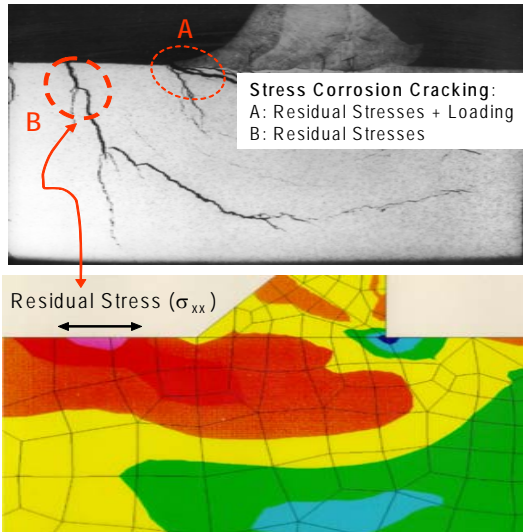 A
Stress Corrosion Cracking:
A: Residual Stresses + Loading
B: Residual Stresses
B
Residual Stress (σxx)